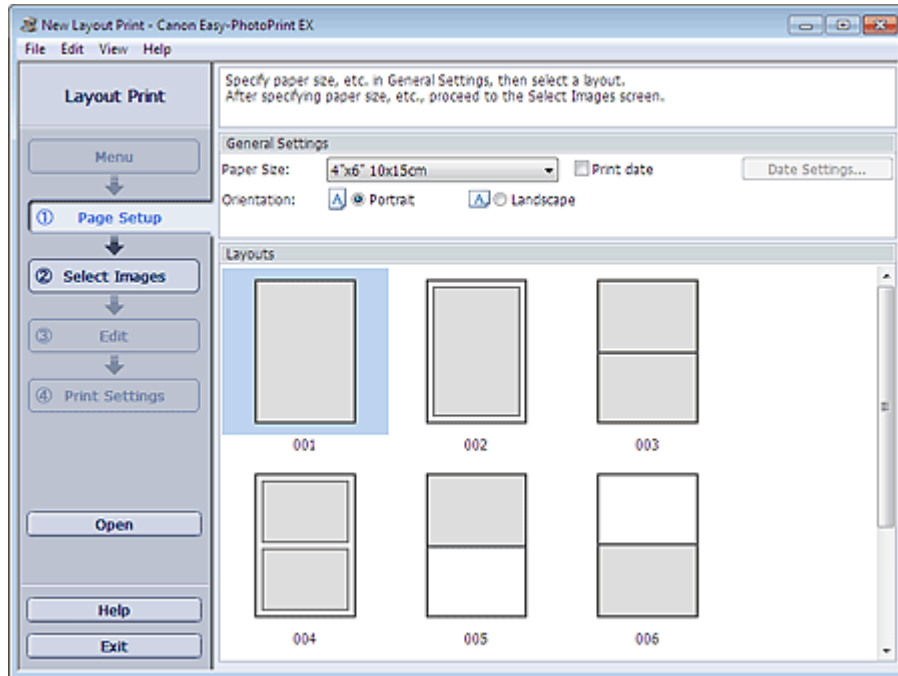 New Layout Print - Canon Easy-PhotoPrint EX
File Edit View Help
Layout Print
Specify paper size, etc. in General Settings, then select a layout.
After specifying paper size, etc., proceed to the Select Images screen.
Menu
① Page Setup
② Select Images
③ Edit
④ Print Settings
Open
Help
Exit
General Settings
Paper Size: 4"x6" 10x15cm Print date Date Settings...
Orientation: A Portrait A Landscape
Layouts
001 002 003
004 005 006